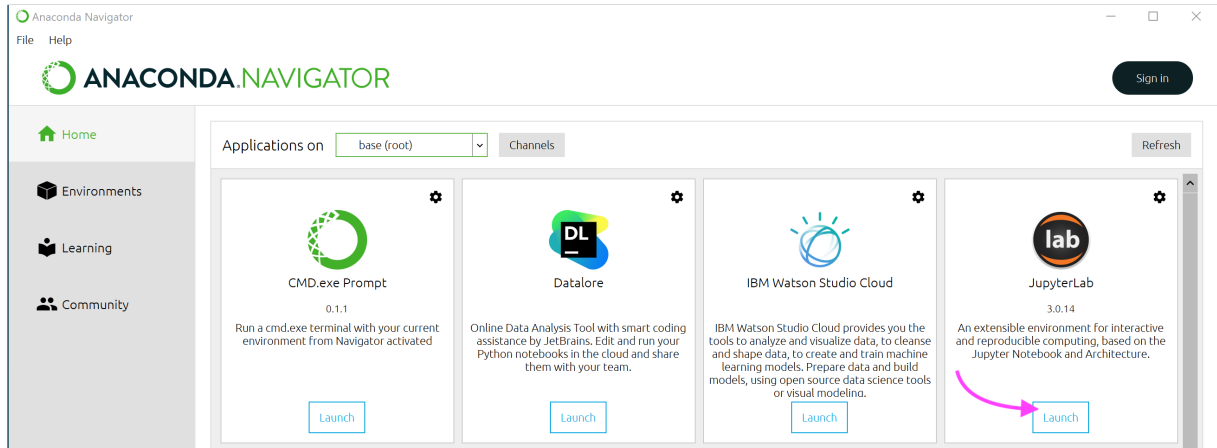 Anaconda Navigator
File Help
ANACONDA.NAVIGATOR
Sign in
Home
Environments
Learning
Community
Applications on base (root) Channels Refresh
CMD.exe Prompt
0.1.1
Run a cmd.exe terminal with your current
environment from Navigator activated
Launch
DL
Datalore
Online Data Analysis Tool with smart coding
assistance by JetBrains. Edit and run your
Python notebooks in the cloud and share
them with your team.
Launch
IBM Watson Studio Cloud
IBM Watson Studio Cloud provides you the
tools to analyze and visualize data, to cleanse
and shape data, to create and train machine
learning models. Prepare data and build
models, using open source data science tools
or visual modeling.
Launch
lab
JupyterLab
3.0.14
An extensible environment for interactive
and reproducible computing, based on the
Jupyter Notebook and Architecture.
Launch